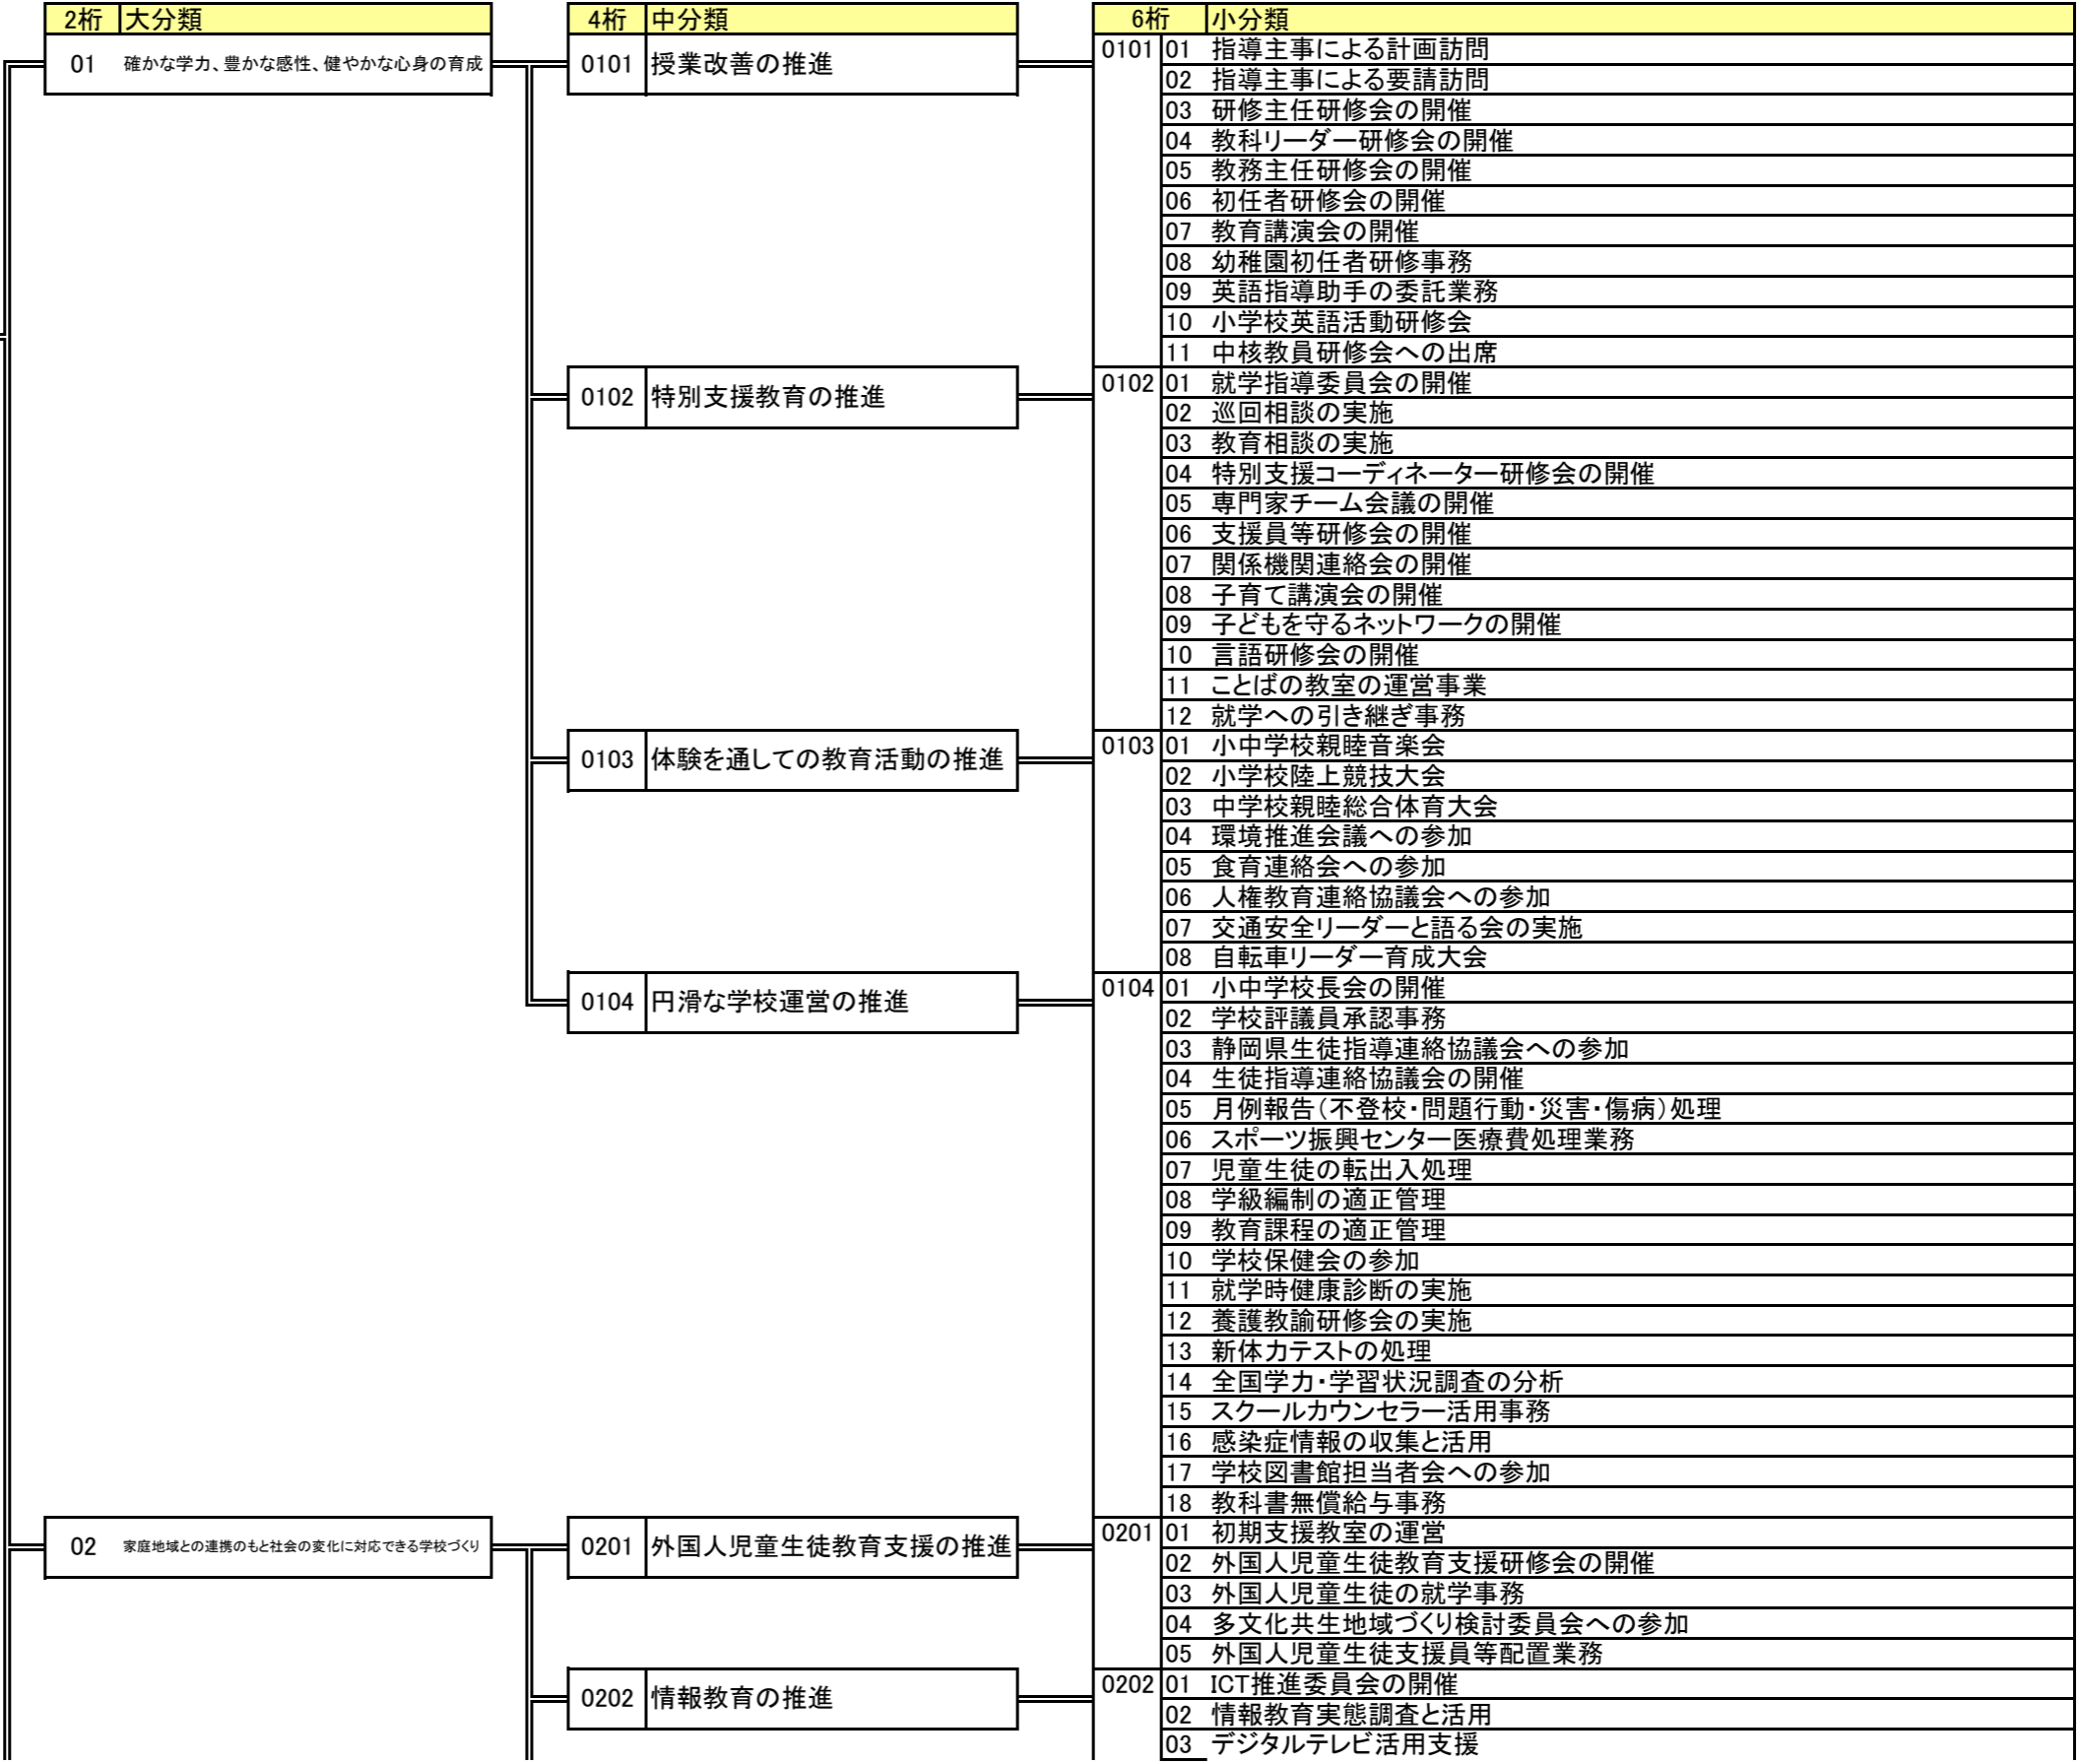 2桁 大分類 4桁 中分類 6桁 小分類
01 確かな学力、豊かな感性、健やかな心身の育成 0101 授業改善の推進 0101 01 指導主事による計画訪問
02 指導主事による要請訪問
03 研修主任研修会の開催
04 教科リーダー研修会の開催
05 教務主任研修会の開催
06 初任者研修会の開催
07 教育講演会の開催
08 幼稚園初任者研修事務
09 英語指導助手の委託業務
10 小学校英語活動研修会
11 中核教員研修会への出席
0102 特別支援教育の推進 0102 01 就学指導委員会の開催
02 巡回相談の実施
03 教育相談の実施
04 特別支援コーディネーター研修会の開催
05 専門家チーム会議の開催
06 支援員等研修会の開催
07 関係機関連絡会の開催
08 子育て講演会の開催
09 子どもを守るネットワークの開催
10 言語研修会の開催
11 ことばの教室の運営事業
12 就学への引き継ぎ事務
0103 体験を通しての教育活動の推進 0103 01 小中学校親睦音楽会
02 小学校陸上競技大会
03 中学校親睦総合体育大会
04 環境推進会議への参加
05 食育連絡会への参加
06 人権教育連絡協議会への参加
07 交通安全リーダーと語る会の実施
08 自転車リーダー育成大会
0104 円滑な学校運営の推進 0104 01 小中学校長会の開催
02 学校評議員承認事務
03 静岡県生徒指導連絡協議会への参加
04 生徒指導連絡協議会の開催
05 月例報告(不登校・問題行動・災害・傷病)処理
06 スポーツ振興センター医療費処理業務
07 児童生徒の転出入処理
08 学級編制の適正管理
09 教育課程の適正管理
10 学校保健会の参加
11 就学時健康診断の実施
12 養護教諭研修会の実施
13 新体力テストの処理
14 全国学力・学習状況調査の分析
15 スクールカウンセラー活用事務
16 感染症情報の収集と活用
17 学校図書館担当者会への参加
18 教科書無償給与事務
02 家庭地域との連携のもと社会の変化に対応できる学校づくり 0201 外国人児童生徒教育支援の推進 0201 01 初期支援教室の運営
02 外国人児童生徒教育支援研修会の開催
03 外国人児童生徒の就学事務
04 多文化共生地域づくり検討委員会への参加
05 外国人児童生徒支援員等配置業務
0202 情報教育の推進 0202 01 ICT推進委員会の開催
02 情報教育実態調査と活用
03 デジタルテレビ活用支援